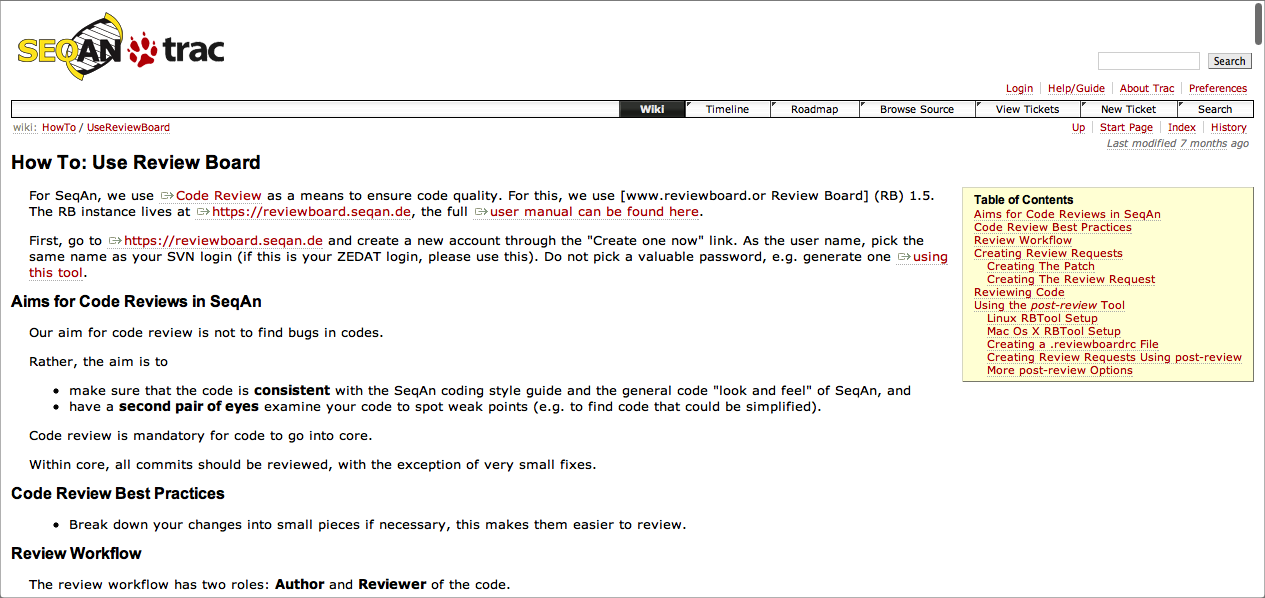 SEQAN trac
Search
Login Help/Guide About Trac Preferences
Wiki Timeline Roadmap Browse Source View Tickets New Ticket Search
wiki: HowTo / UseReviewBoard
Up Start Page Index History
Last modified 7 months ago
How To: Use Review Board
For SeqAn, we use Code Review as a means to ensure code quality. For this, we use [www.reviewboard.or Review Board] (RB) 1.5.
The RB instance lives at https://reviewboard.seqan.de, the full user manual can be found here.
First, go to https://reviewboard.seqan.de and create a new account through the "Create one now" link. As the user name, pick the
same name as your SVN login (if this is your ZEDAT login, please use this). Do not pick a valuable password, e.g. generate one using
this tool.
Table of Contents
Aims for Code Reviews in SeqAn
Code Review Best Practices
Review Workflow
Creating Review Requests
Creating The Patch
Creating The Review Request
Reviewing Code
Using the post-review Tool
Linux RBTool Setup
Mac Os X RBTool Setup
Creating a .reviewboardrc File
Creating Review Requests Using post-review
More post-review Options
Aims for Code Reviews in SeqAn
Our aim for code review is not to find bugs in codes.
Rather, the aim is to
• make sure that the code is consistent with the SeqAn coding style guide and the general code "look and feel" of SeqAn, and
• have a second pair of eyes examine your code to spot weak points (e.g. to find code that could be simplified).
Code review is mandatory for code to go into core.
Within core, all commits should be reviewed, with the exception of very small fixes.
Code Review Best Practices
• Break down your changes into small pieces if necessary, this makes them easier to review.
Review Workflow
The review workflow has two roles: Author and Reviewer of the code.